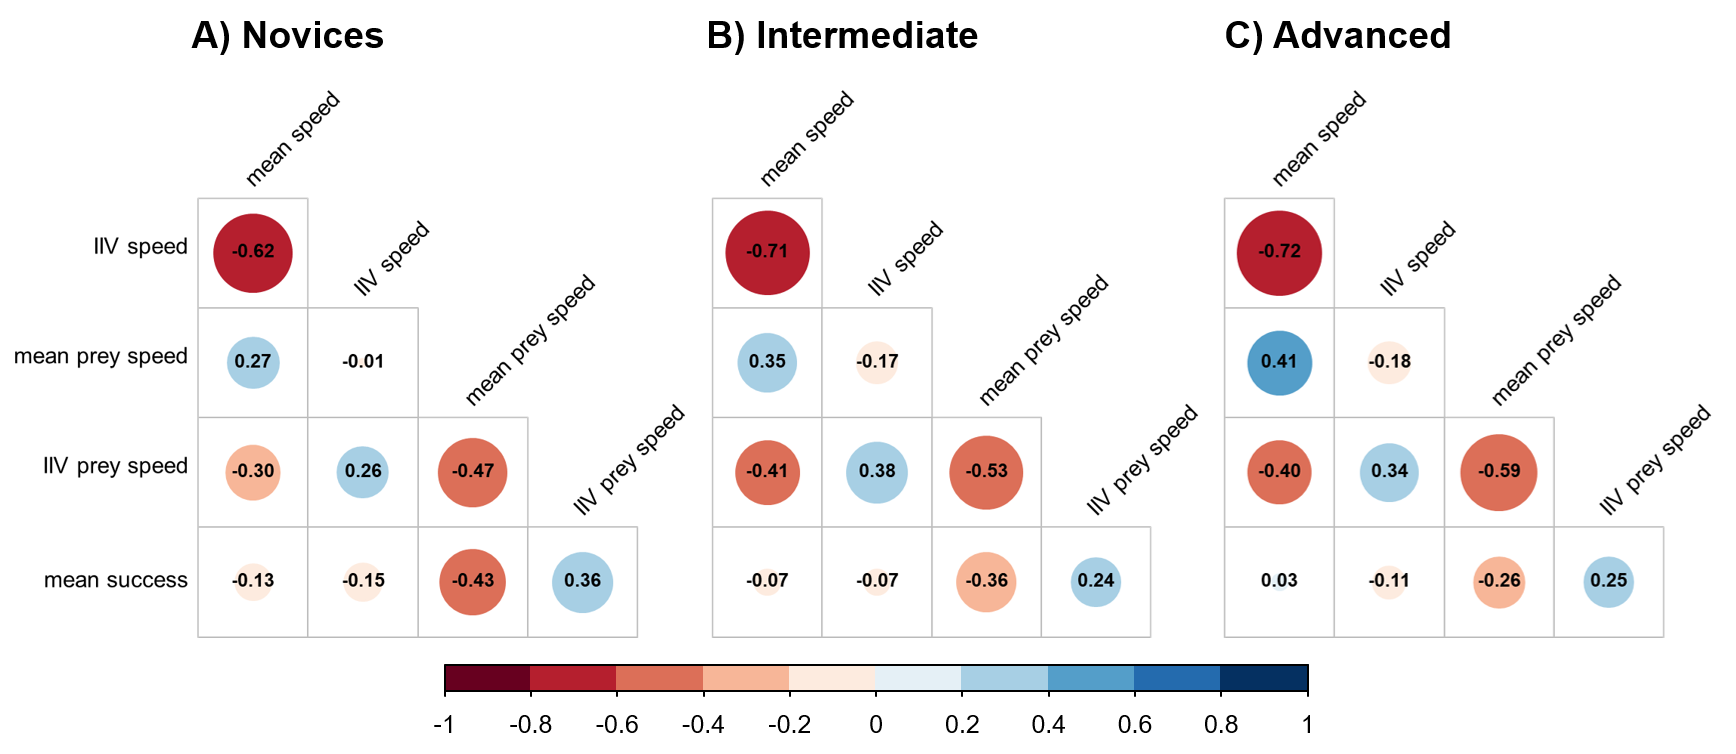 A) Novices
B) Intermediate
C) Advanced
mean speed
mean speed
mean speed
IIV speed
-0.62
IIV speed
-0.71
IIV speed
-0.72
IIV speed
mean prey speed
0.27
-0.01
mean prey speed
0.35
-0.17
mean prey speed
0.41
-0.18
mean prey speed
IIV prey speed
-0.30
0.26
-0.47
IIV prey speed
-0.41
0.38
-0.53
IIV prey speed
-0.40
0.34
-0.59
IIV prey speed
mean success
-0.13
-0.15
-0.43
0.36
-0.07
-0.07
-0.36
0.24
0.03
-0.11
-0.26
0.25
-1
-0.8
-0.6
-0.4
-0.2
0
0.2
0.4
0.6
0.8
1